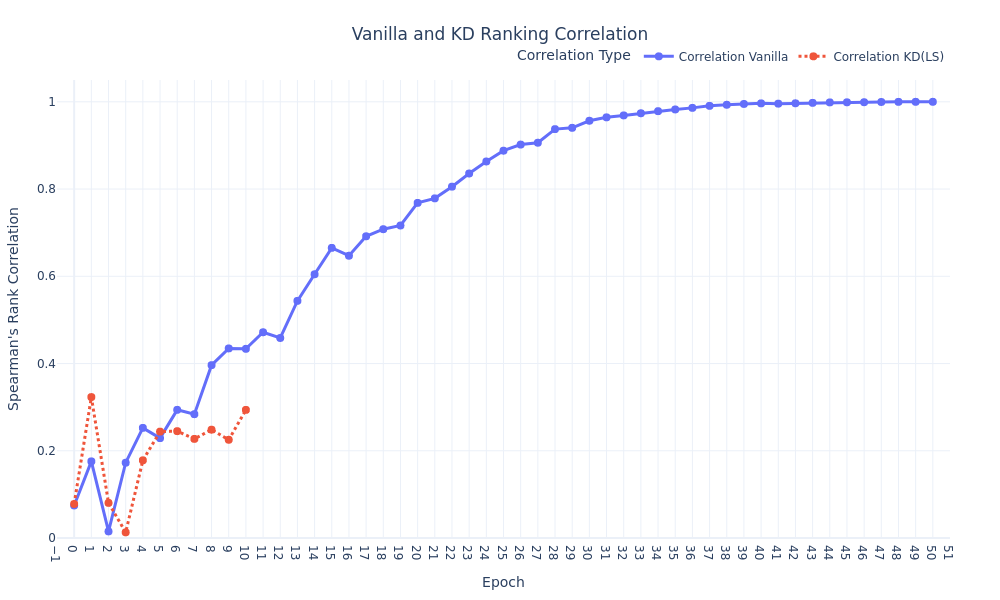 Vanilla and KD Ranking Correlation
Correlation Type Correlation Vanilla Correlation KD(LS)
Spearman's Rank Correlation
1
0.8
0.6
0.4
0.2
0
−1 0 1 2 3 4 5 6 7 8 9 10 11 12 13 14 15 16 17 18 19 20 21 22 23 24 25 26 27 28 29 30 31 32 33 34 35 36 37 38 39 40 41 42 43 44 45 46 47 48 49 50 51
Epoch